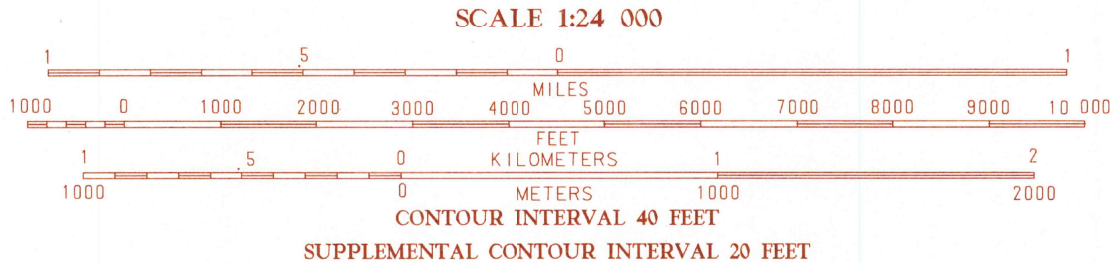 SCALE 1:24 000
1 .5 0 1
MILES
1000 0 1000 2000 3000 4000 5000 6000 7000 8000 9000 10 000
FEET
KILOMETERS
1 .5 0 1 2
1000 0 METERS 1000 2000
CONTOUR INTERVAL 40 FEET
SUPPLEMENTAL CONTOUR INTERVAL 20 FEET